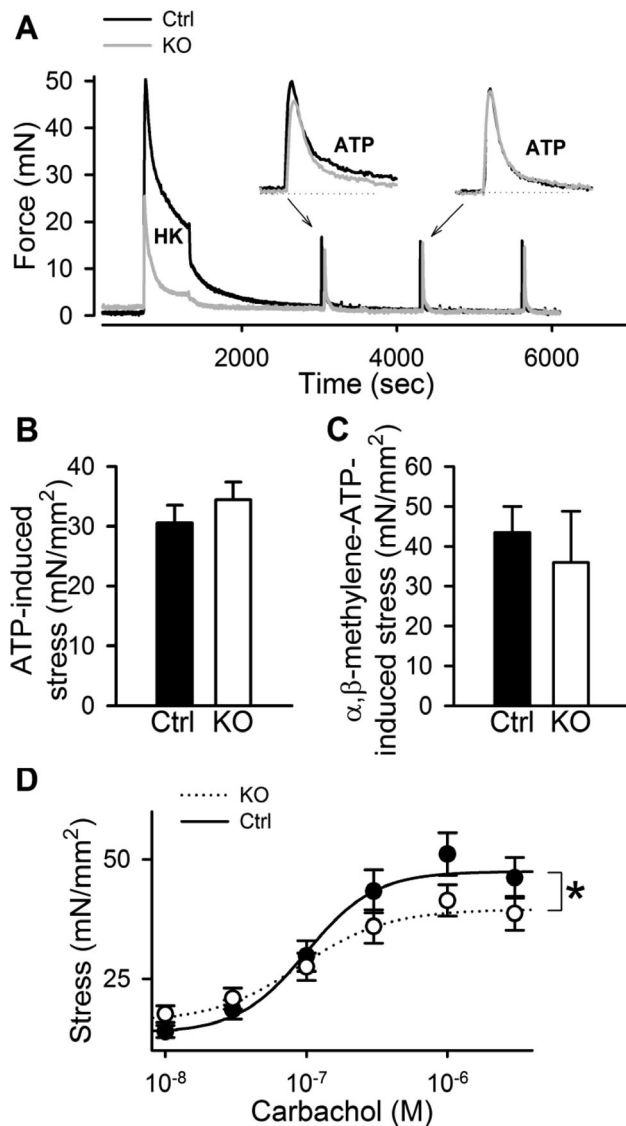 A
Ctrl
KO
Force (mN)
50
40
30
20
10
0
HK
ATP
ATP
2000
4000
6000
Time (sec)
B
ATP-induced
stress (mN/mm²)
40
30
20
10
0
Ctrl
KO
C
α,β-methylene-ATP-
induced stress (mN/mm²)
60
50
40
30
20
10
0
Ctrl
KO
D
KO
Ctrl
Stress (mN/mm²)
50
25
*
10⁻⁸
10⁻⁷
10⁻⁶
Carbachol (M)